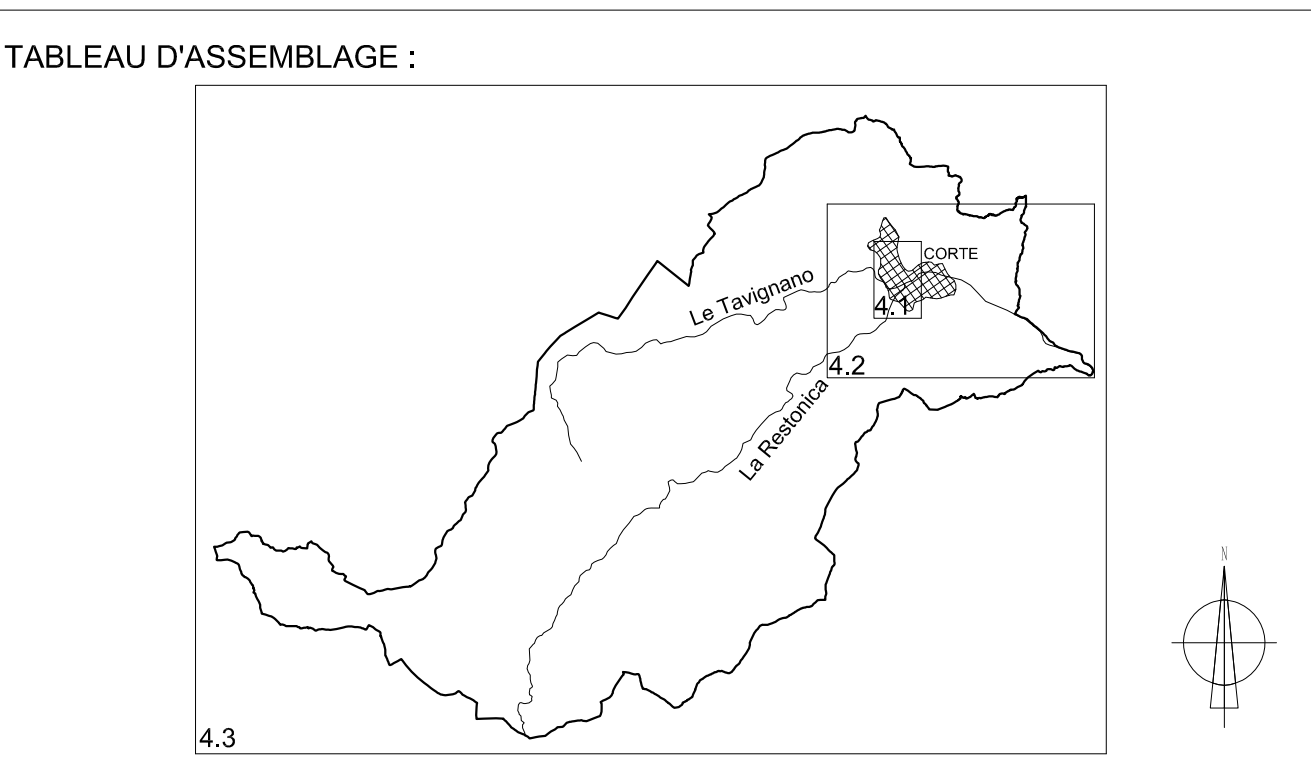 TABLEAU D'ASSEMBLAGE :
CORTE
Le Tavignano
4.1
4.2
La Restonica
N
4.3